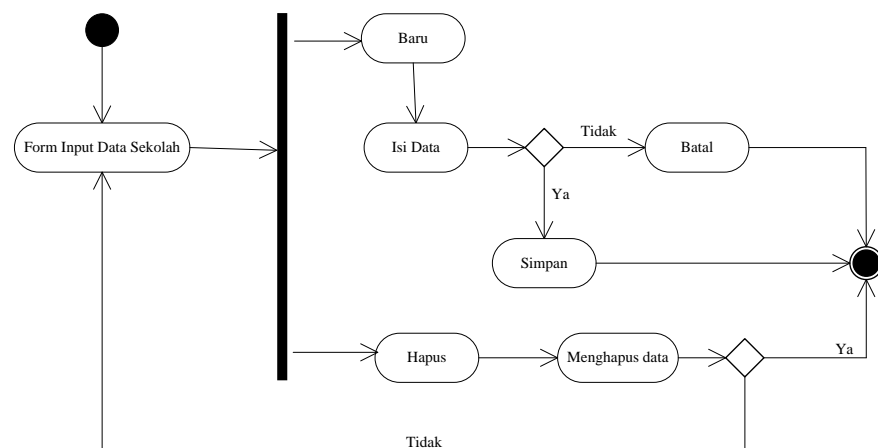 Baru
Form Input Data Sekolah
Isi Data
Tidak
Batal
Ya
Simpan
Hapus
Menghapus data
Ya
Tidak